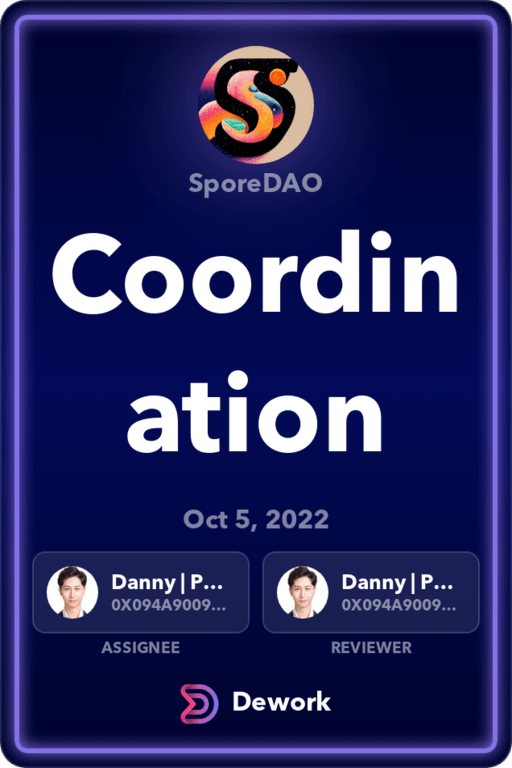 SporeDAO
Coordin
ation
Oct 5, 2022
Danny | P...
0X094A9009...
Danny | P...
0X094A9009...
ASSIGNEE
REVIEWER
Dework